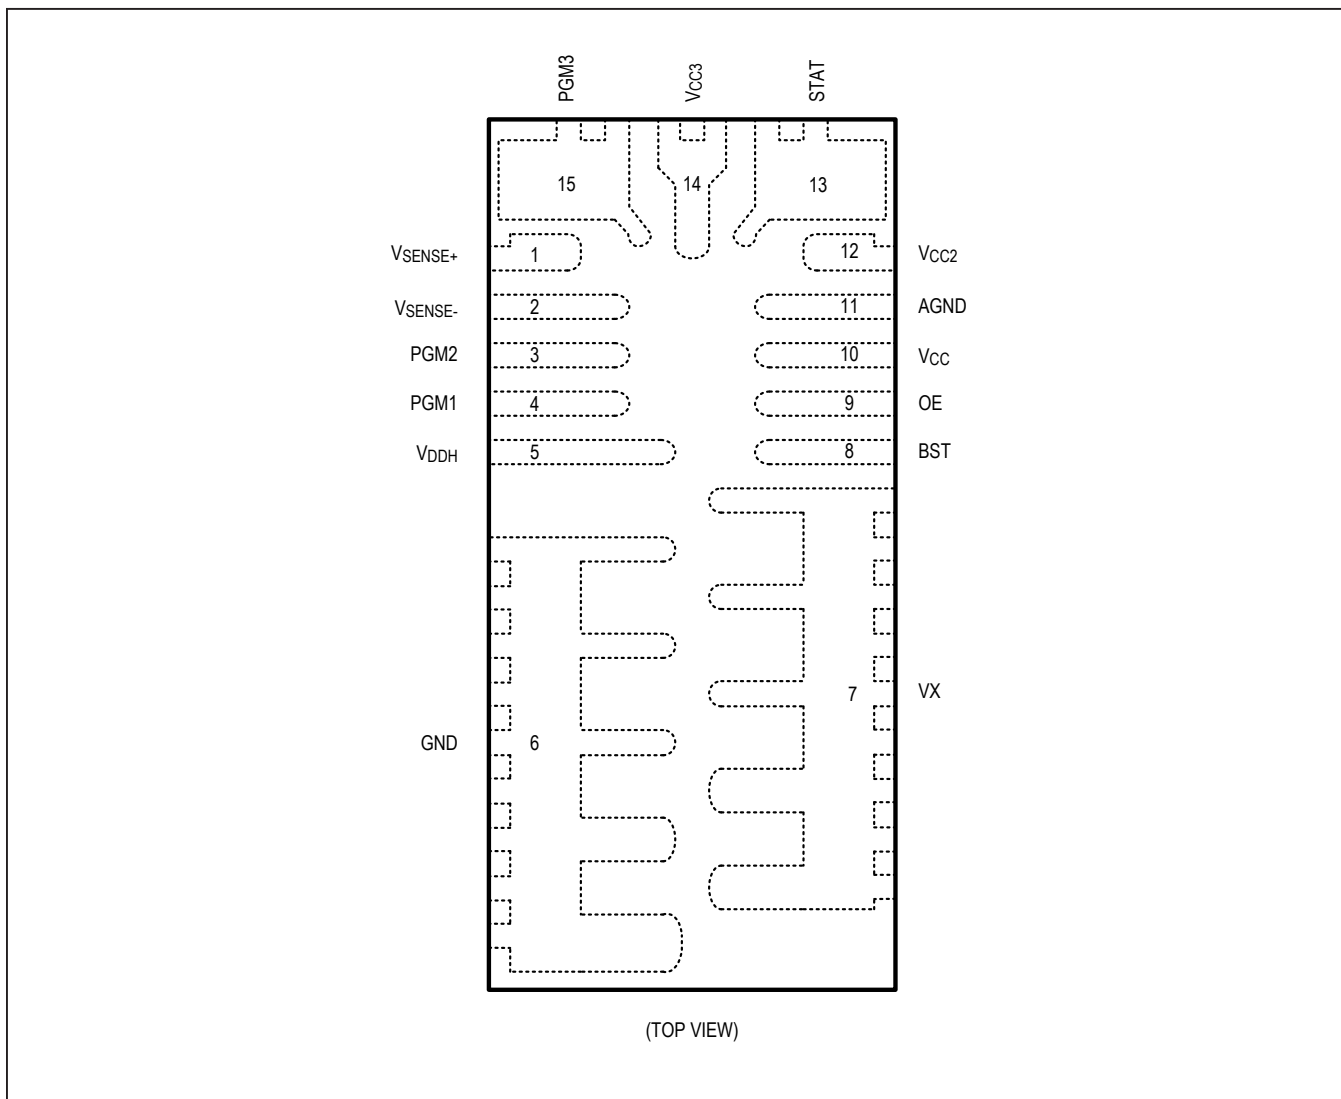 PGM3 VCC3 STAT
15 14 13
VSENSE+ 1 12 VCC2
VSENSE- 2 11 AGND
PGM2 3 10 VCC
PGM1 4 9 OE
VDDH 5 8 BST
7 VX
GND 6
(TOP VIEW)